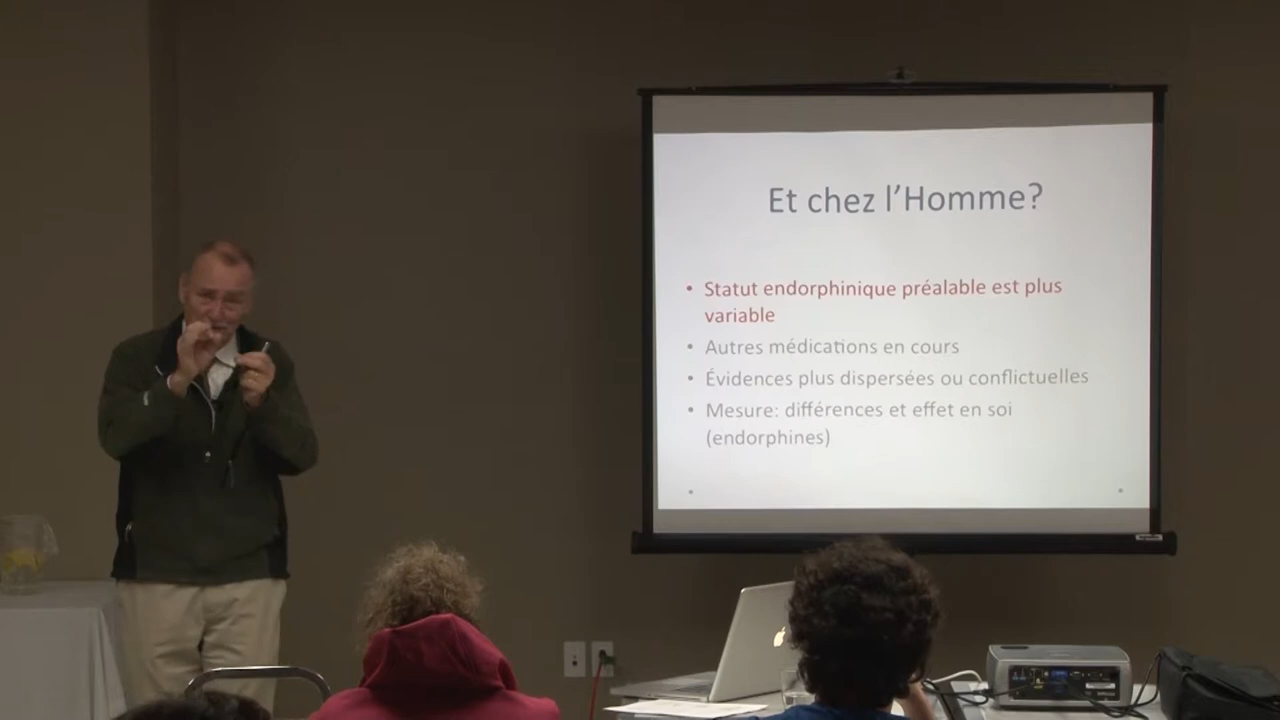 Et chez l'Homme?
• Statut endorphinique préalable est plus
variable
• Autres médications en cours
• Évidences plus dispersées ou conflictuelles
• Mesure: différences et effet en soi
(endorphines)